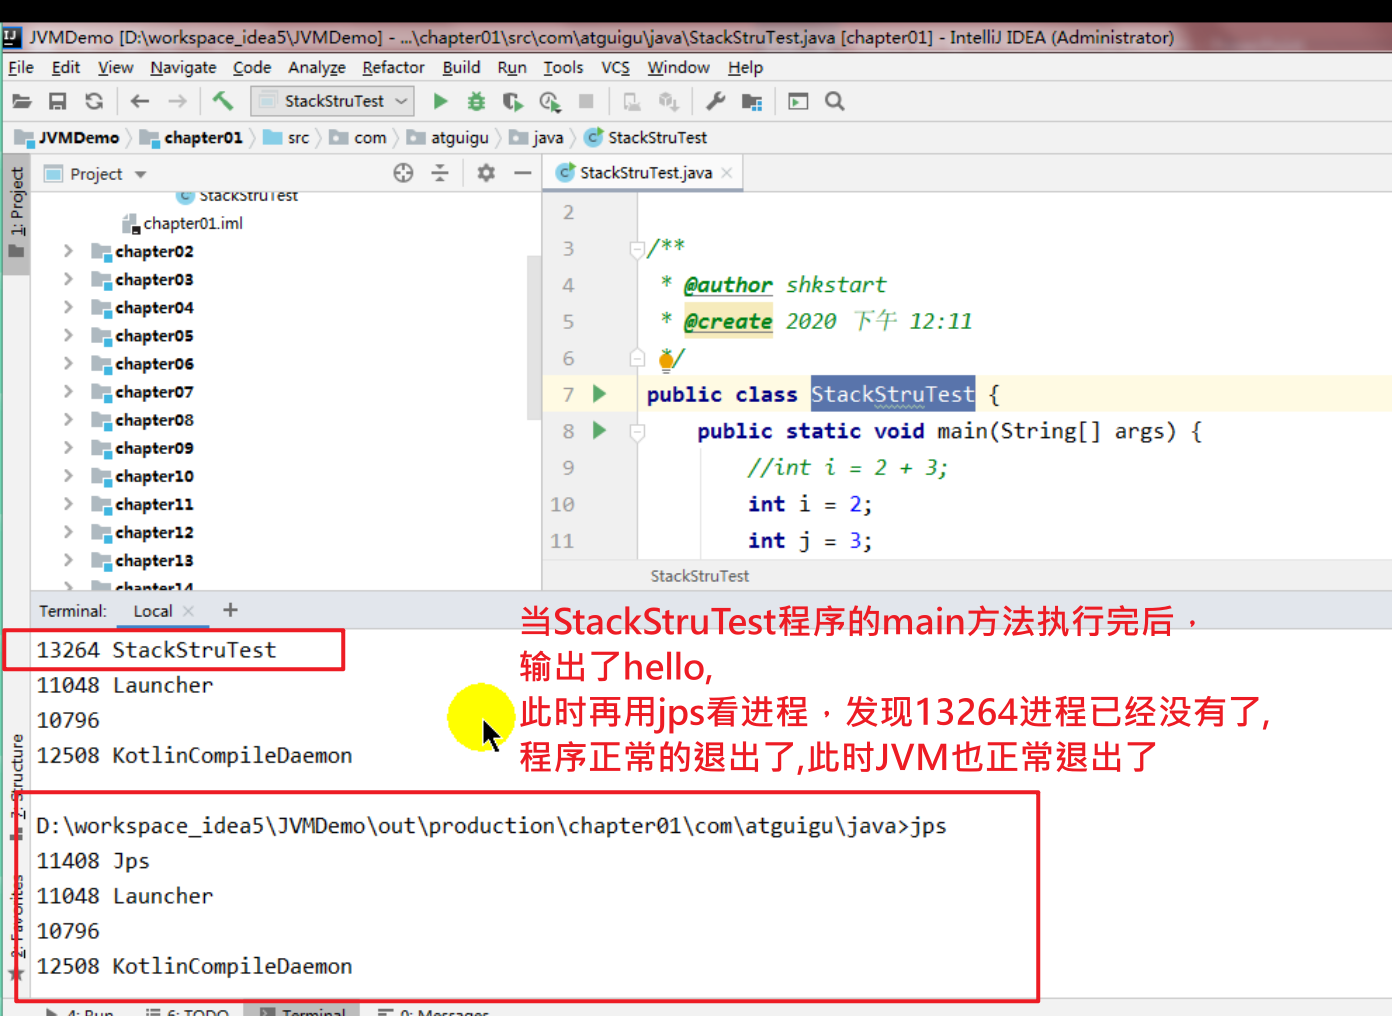 JVMDemo [D:\workspace_idea5\JVMDemo] - ...\chapter01\src\com\atguigu\java\StackStruTest.java [chapter01] - IntelliJ IDEA (Administrator)
File Edit View Navigate Code Analyze Refactor Build Run Tools VCS Window Help
StackStruTest
JVMDemo chapter01 src com atguigu java StackStruTest
1: Project
Project
StackStruTest.java
StackStruTest
chapter01.iml
chapter02
chapter03
chapter04
chapter05
chapter06
chapter07
chapter08
chapter09
chapter10
chapter11
chapter12
chapter13
chapter14
2
3 /**
4 * @author shkstart
5 * @create 2020 下午 12:11
6 */
7 public class StackStruTest {
8 public static void main(String[] args) {
9 //int i = 2 + 3;
10 int i = 2;
11 int j = 3;
StackStruTest
Terminal: Local
13264 StackStruTest
11048 Launcher
10796
12508 KotlinCompileDaemon
当StackStruTest程序的main方法执行完后，
输出了hello,
此时再用jps看进程，发现13264进程已经没有了,
程序正常的退出了,此时JVM也正常退出了
7: Structure
2: Favorites
D:\workspace_idea5\JVMDemo\out\production\chapter01\com\atguigu\java>jps
11408 Jps
11048 Launcher
10796
12508 KotlinCompileDaemon
4: Run 6: TODO Terminal 0: Messages